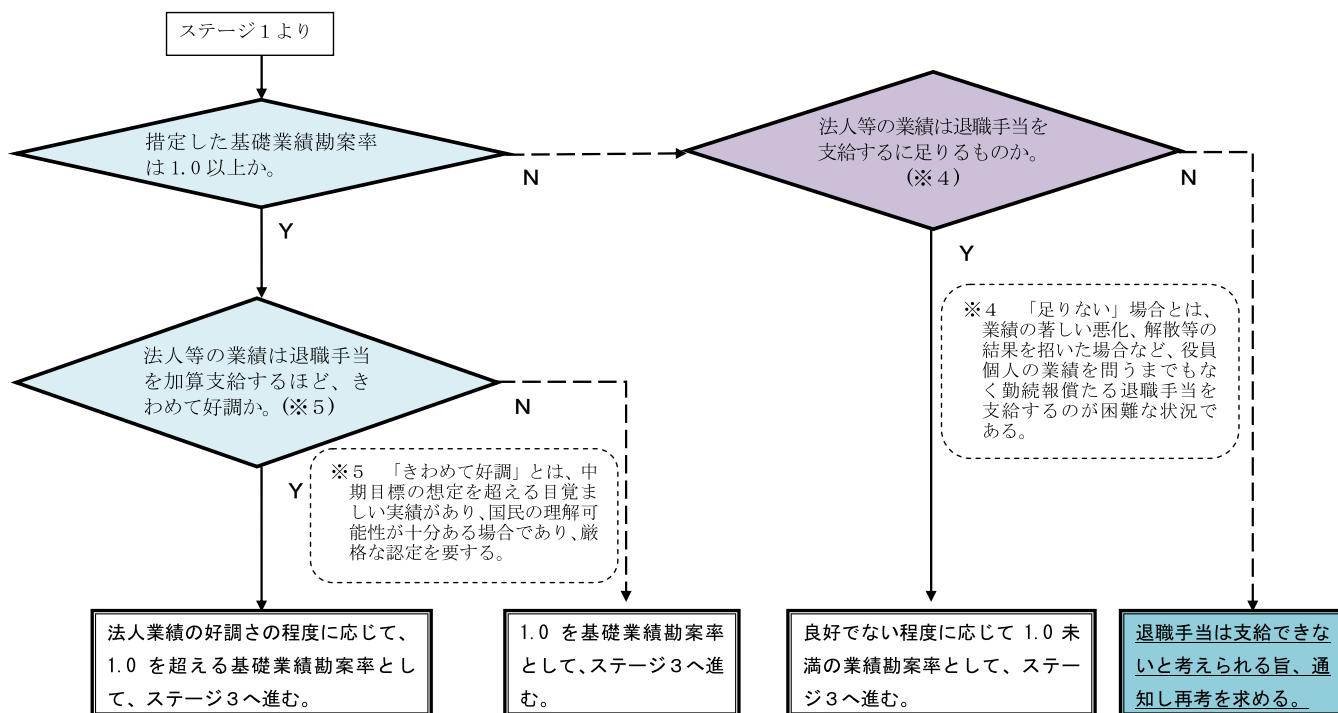 ステージ１より
措定した基礎業績勘案率
は 1.0 以上か。
N
Y
法人等の業績は退職手当を
支給するに足りるものか。
(※４)
N
Y
※４　「足りない」場合とは、
業績の著しい悪化、解散等の
結果を招いた場合など、役員
個人の業績を問うまでもな
く勤続報償たる退職手当を
支給するのが困難な状況で
ある。
法人等の業績は退職手当
を加算支給するほど、き
わめて好調か。(※５)
N
Y
※５　「きわめて好調」とは、中
期目標の想定を超える目覚ま
しい実績があり、国民の理解可
能性が十分ある場合であり、厳
格な認定を要する。
法人業績の好調さの程度に応じて、
1.0 を超える基礎業績勘案率とし
て、ステージ３へ進む。
1.0 を基礎業績勘案率
として、ステージ３へ進
む。
良好でない程度に応じて 1.0 未
満の業績勘案率として、ステー
ジ３へ進む。
退職手当は支給できな
いと考えられる旨、通
知し再考を求める。